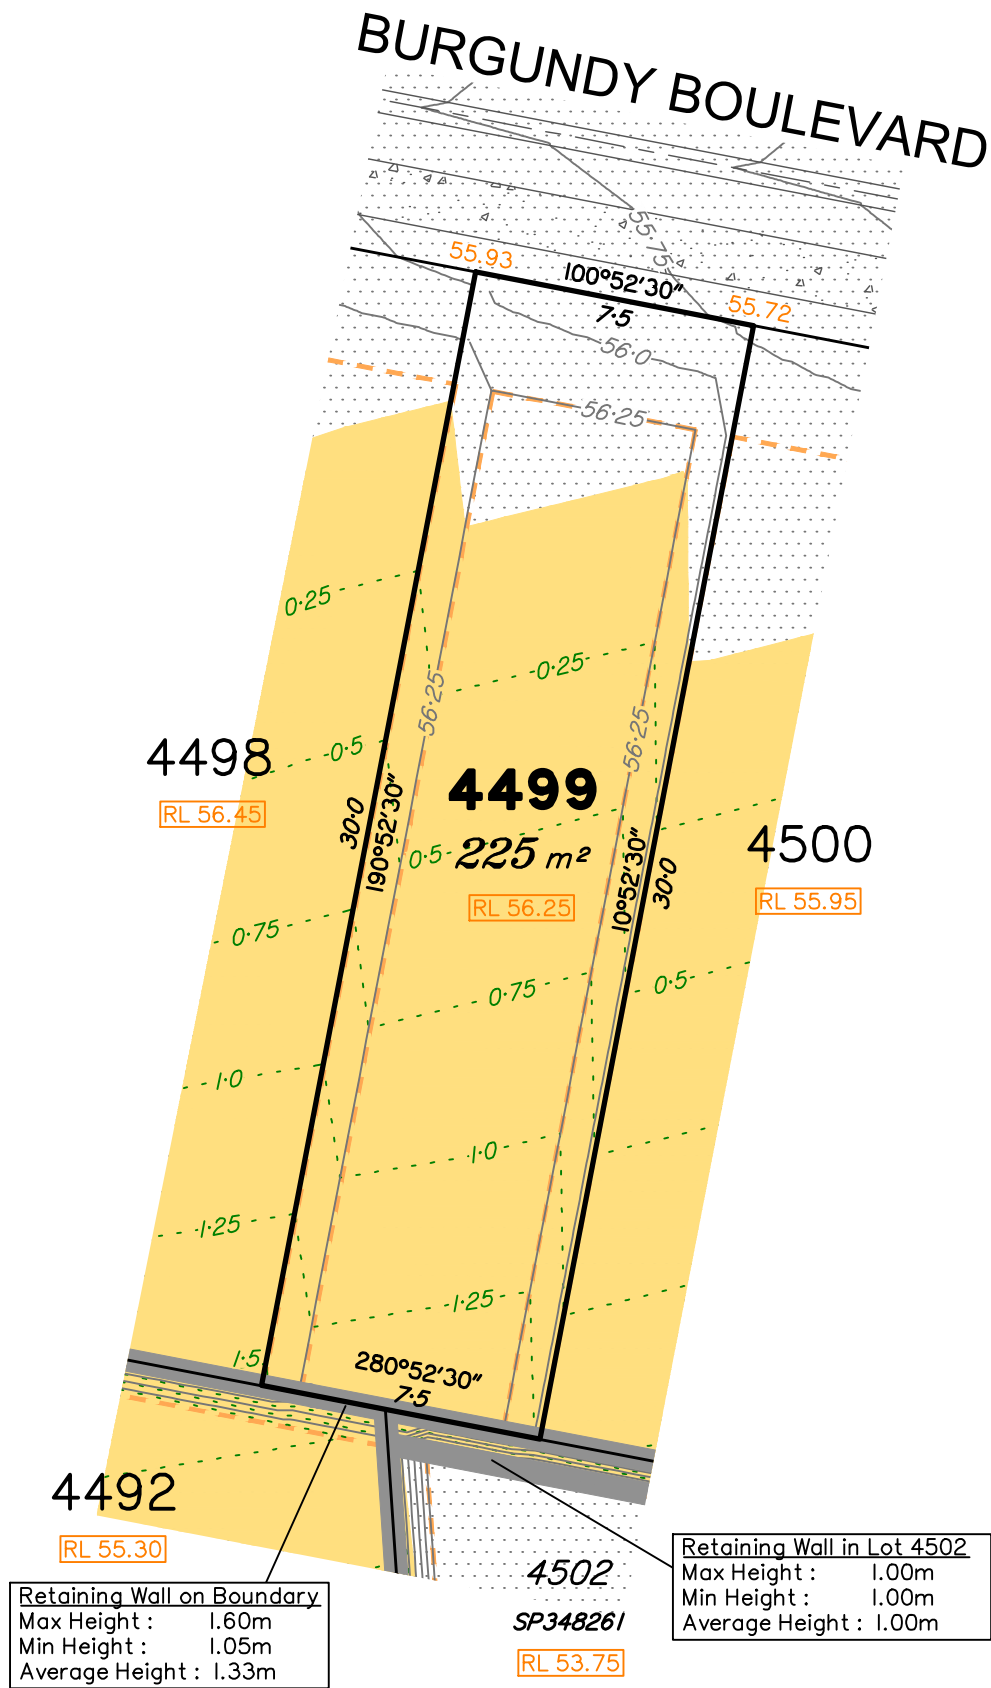 BURGUNDY BOULEVARD
55.75
55.93
100°52'30"
7·5
55.72
56·0
56·25
0·25
0·25
56·25
56·25
0·5
4498
RL 56.45
30·0
190°52'30"
4499
0·5
225 m²
RL 56.25
10°52'30"
30·0
4500
RL 55.95
0·75
0·75
0·5
1·0
1·0
1·25
1·25
1·5
280°52'30"
7·5
4492
RL 55.30
4502
SP348261
RL 53.75
Retaining Wall on Boundary
Max Height : 1.60m
Min Height : 1.05m
Average Height : 1.33m
Retaining Wall in Lot 4502
Max Height : 1.00m
Min Height : 1.00m
Average Height : 1.00m